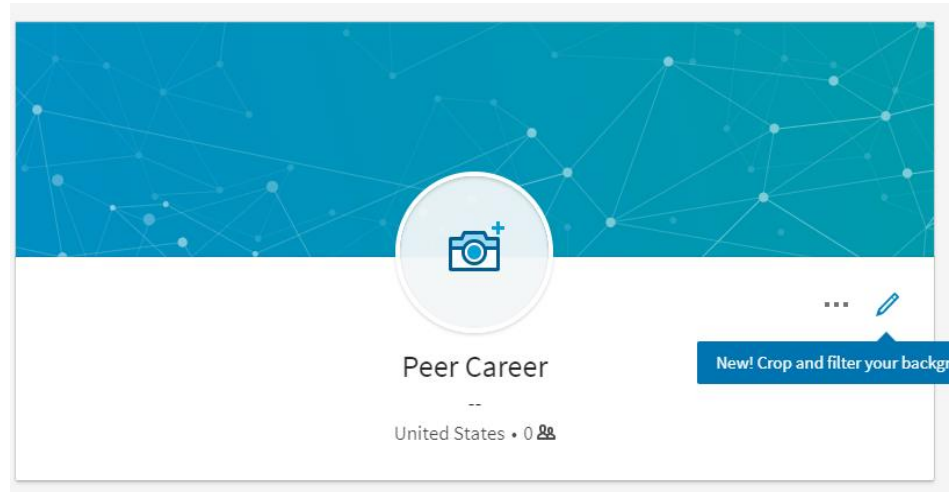 New! Crop and filter your backgr
Peer Career
--
United States • 0